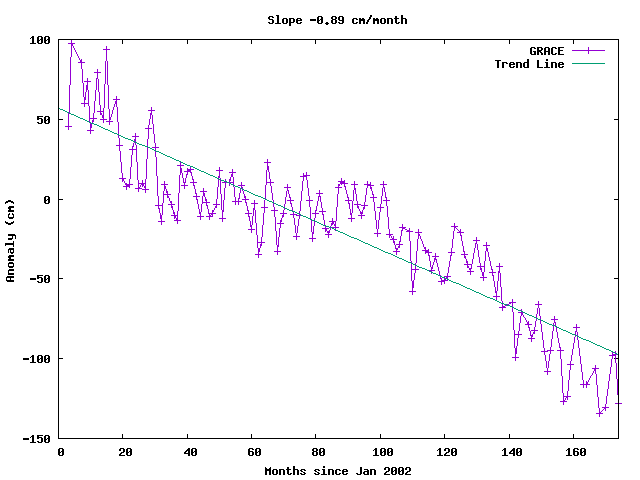 Slope -0.89 cm/month
GRACE
Trend Line
100
50
0
-50
-100
-150
Anomaly (cm)
0 20 40 60 80 100 120 140 160
Months since Jan 2002